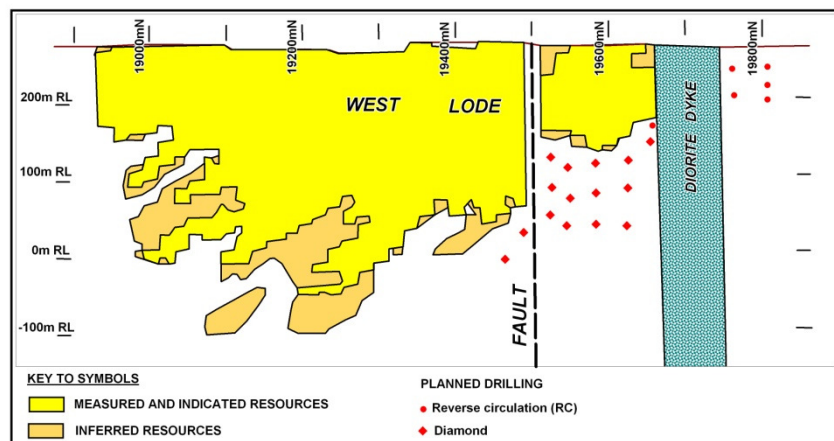 19000mN
19200mN
19400mN
19600mN
19800mN
200m RL
100m RL
0m RL
-100m RL
WEST LODE
FAULT
DIORITE DYKE
KEY TO SYMBOLS
MEASURED AND INDICATED RESOURCES
INFERRED RESOURCES
PLANNED DRILLING
Reverse circulation (RC)
Diamond